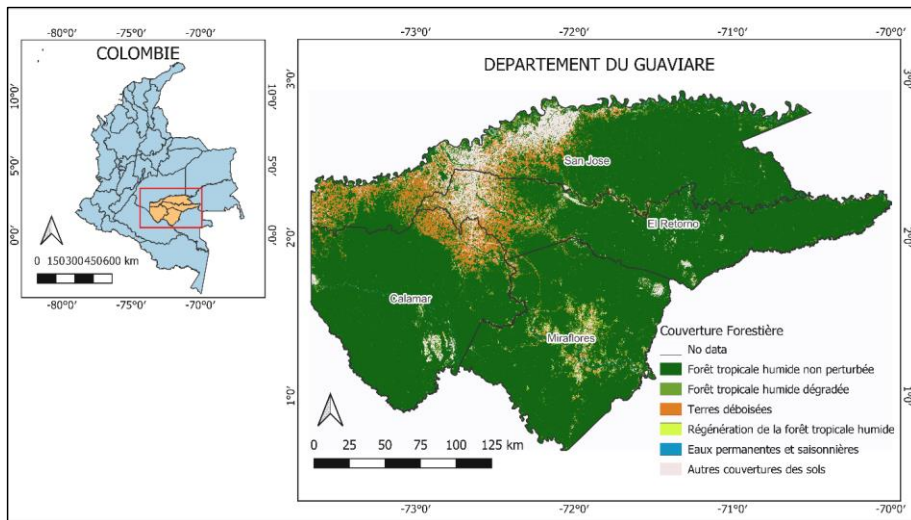 COLOMBIE
-80°0' -75°0' -70°0'
10°0'
5°0'
0°0'
10°0'
5°0'
0°0'
0 150300450600 km
-80°0' -75°0' -70°0'
DEPARTEMENT DU GUAVIARE
-73°0' -72°0' -71°0' -70°0'
3°0'
2°0'
1°0'
3°0'
2°0'
1°0'
San Jose
El Retorno
Calamar
Miraflores
Couverture Forestière
No data
Forêt tropicale humide non perturbée
Forêt tropicale humide dégradée
Terres déboisées
Régénération de la forêt tropicale humide
Eaux permanentes et saisonnières
Autres couvertures des sols
0 25 50 75 100 125 km
-73°0' -72°0' -71°0' -70°0'